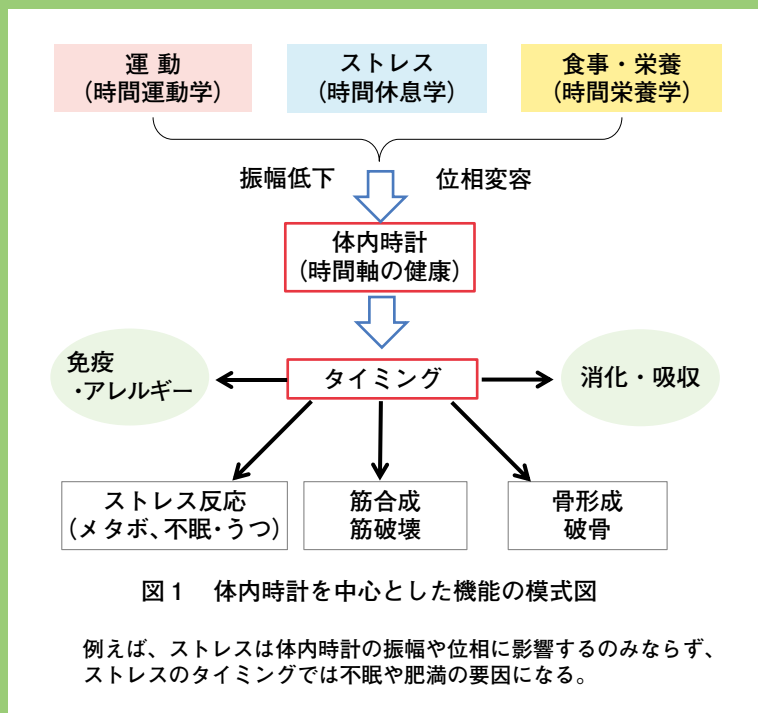 運 動
(時間運動学)
ストレス
(時間休息学)
食事・栄養
(時間栄養学)
振幅低下
位相変容
体内時計
(時間軸の健康)
免疫
・アレルギー
タイミング
消化・吸収
ストレス反応
(メタボ、不眠・うつ)
筋合成
筋破壊
骨形成
破骨
図1　体内時計を中心とした機能の模式図
例えば、ストレスは体内時計の振幅や位相に影響するのみならず、
ストレスのタイミングでは不眠や肥満の要因になる。